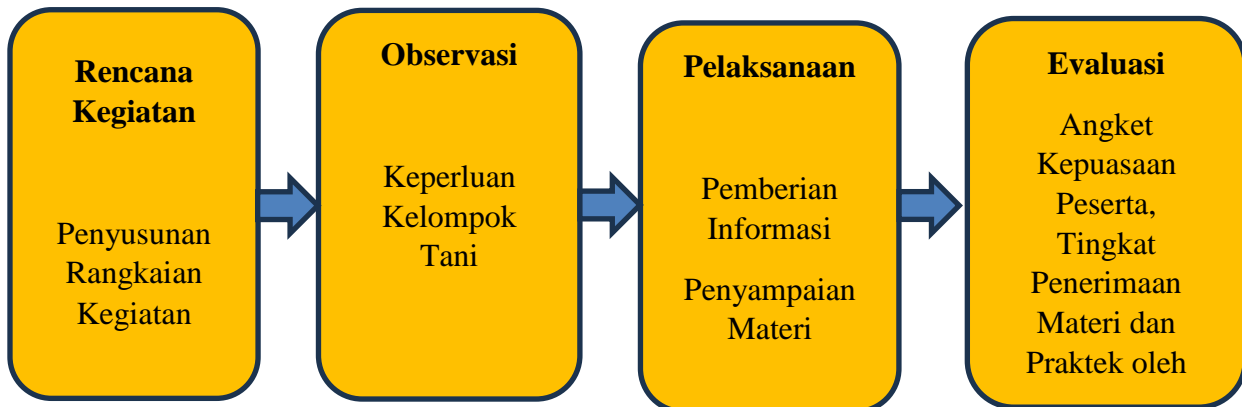 Rencana
Kegiatan
Penyusunan
Rangkaian
Kegiatan
Observasi
Keperluan
Kelompok
Tani
Pelaksanaan
Pemberian
Informasi
Penyampaian
Materi
Evaluasi
Angket
Kepuasaan
Peserta,
Tingkat
Penerimaan
Materi dan
Praktek oleh